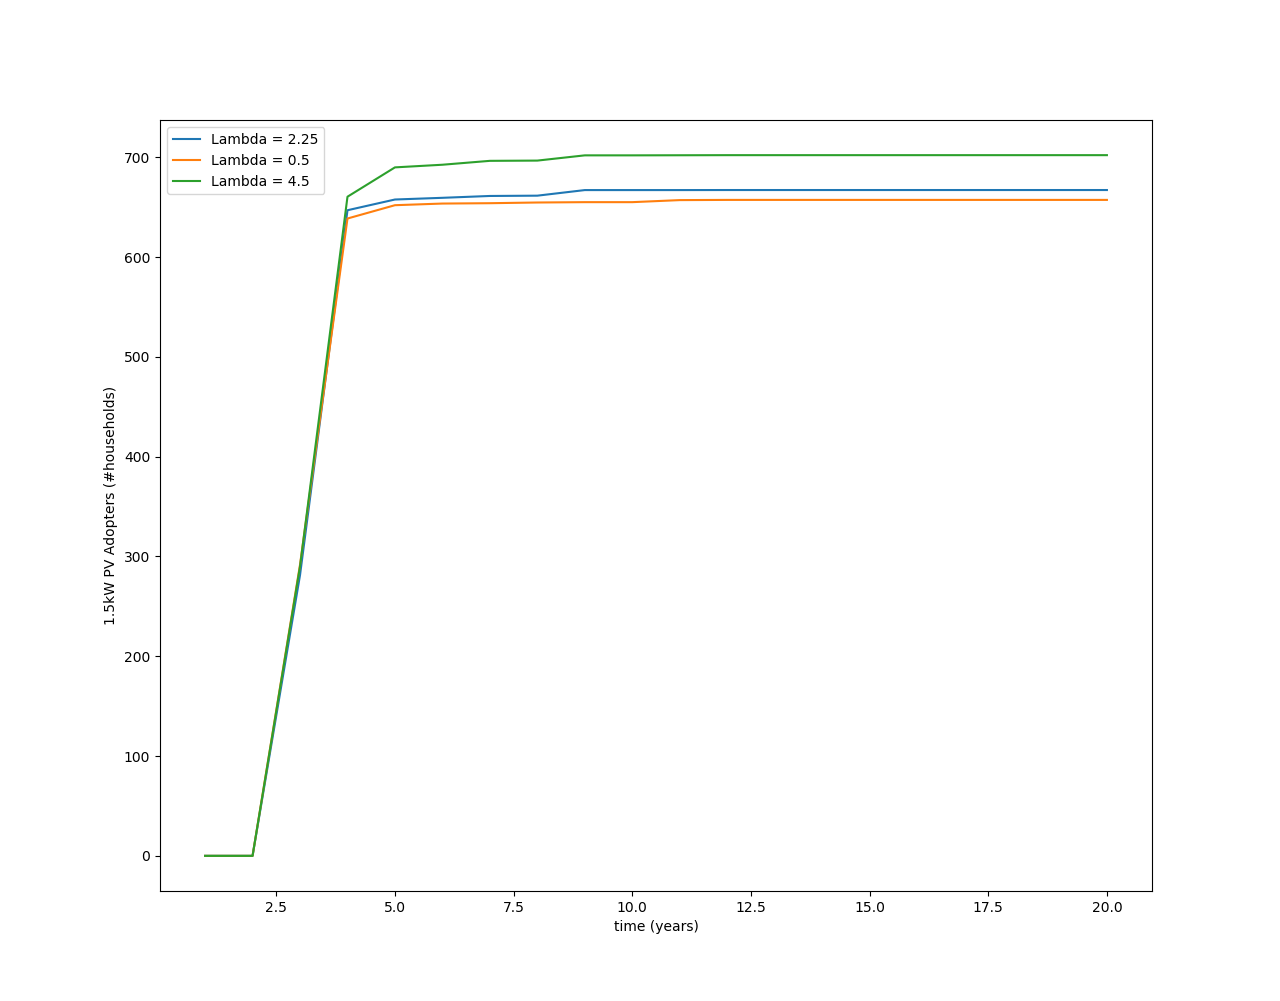 Lambda = 2.25
Lambda = 0.5
Lambda = 4.5
700
600
500
400
300
200
100
0
1.5kW PV Adopters (#households)
2.5 5.0 7.5 10.0 12.5 15.0 17.5 20.0
time (years)